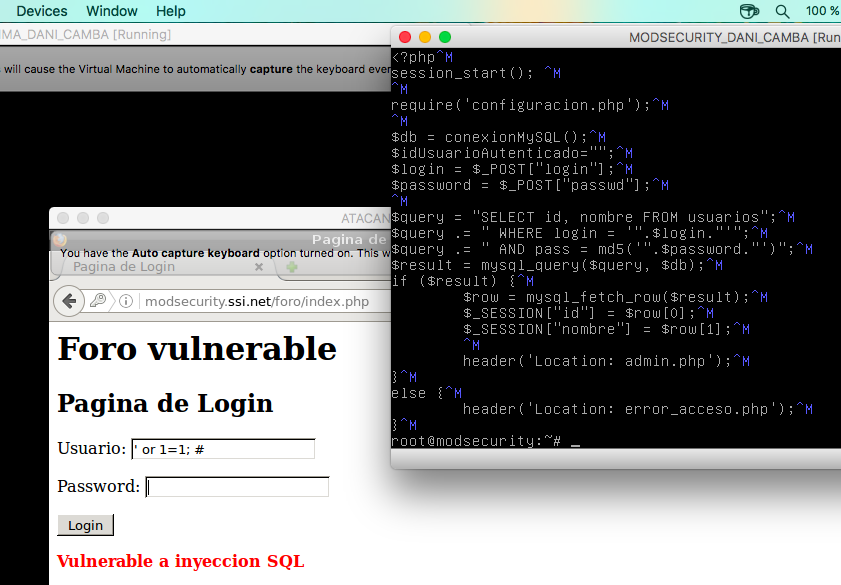 Devices Window Help 100 %
MA_DANI_CAMBA [Running]
MODSECURITY_DANI_CAMBA [Run
will cause the Virtual Machine to automatically capture the keyboard ever
<?php^M
session_start(); ^M
^M
require('configuracion.php');^M
^M
$db = conexionMySQL();^M
$idUsuarioAutenticado="";^M
$login = $_POST["login"];^M
$password = $_POST["passwd"];^M
^M
$query = "SELECT id, nombre FROM usuarios";^M
$query .= " WHERE login = '".$login."'";^M
$query .= " AND pass = md5('".$password."')";^M
$result = mysql_query($query, $db);^M
if ($result) {^M
$row = mysql_fetch_row($result);^M
$_SESSION["id"] = $row[0];^M
$_SESSION["nombre"] = $row[1];^M
^M
header('Location: admin.php');^M
}^M
else {^M
header('Location: error_acceso.php');^M
}^M
root@modsecurity:~# _
ATACAN
Pagina de
You have the Auto capture keyboard option turned on. This w
Pagina de Login
modsecurity.ssi.net/foro/index.php
Foro vulnerable
Pagina de Login
Usuario: ' or 1=1; #
Password:
Login
Vulnerable a inyeccion SQL